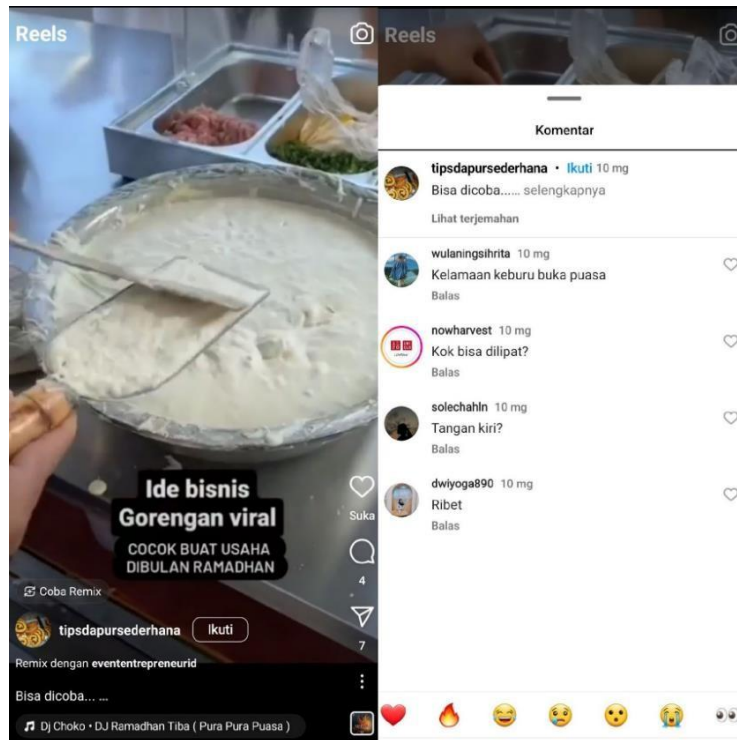 Reels
Ide bisnis
Gorengan viral
COCOK BUAT USAHA
DIBULAN RAMADHAN
Suka
4
7
Coba Remix
tipsdapursederhana
Ikuti
Remix dengan evententrepreneurid
Bisa dicoba... ...
Dj Choko • DJ Ramadhan Tiba ( Pura Pura Puasa )
Reels
Komentar
tipsdapursederhana • Ikuti 10 mg
Bisa dicoba...... selengkapnya
Lihat terjemahan
wulaningsihrita 10 mg
Kelamaan keburu buka puasa
Balas
nowharvest 10 mg
Kok bisa dilipat?
Balas
solechahln 10 mg
Tangan kiri?
Balas
dwiyoga890 10 mg
Ribet
Balas